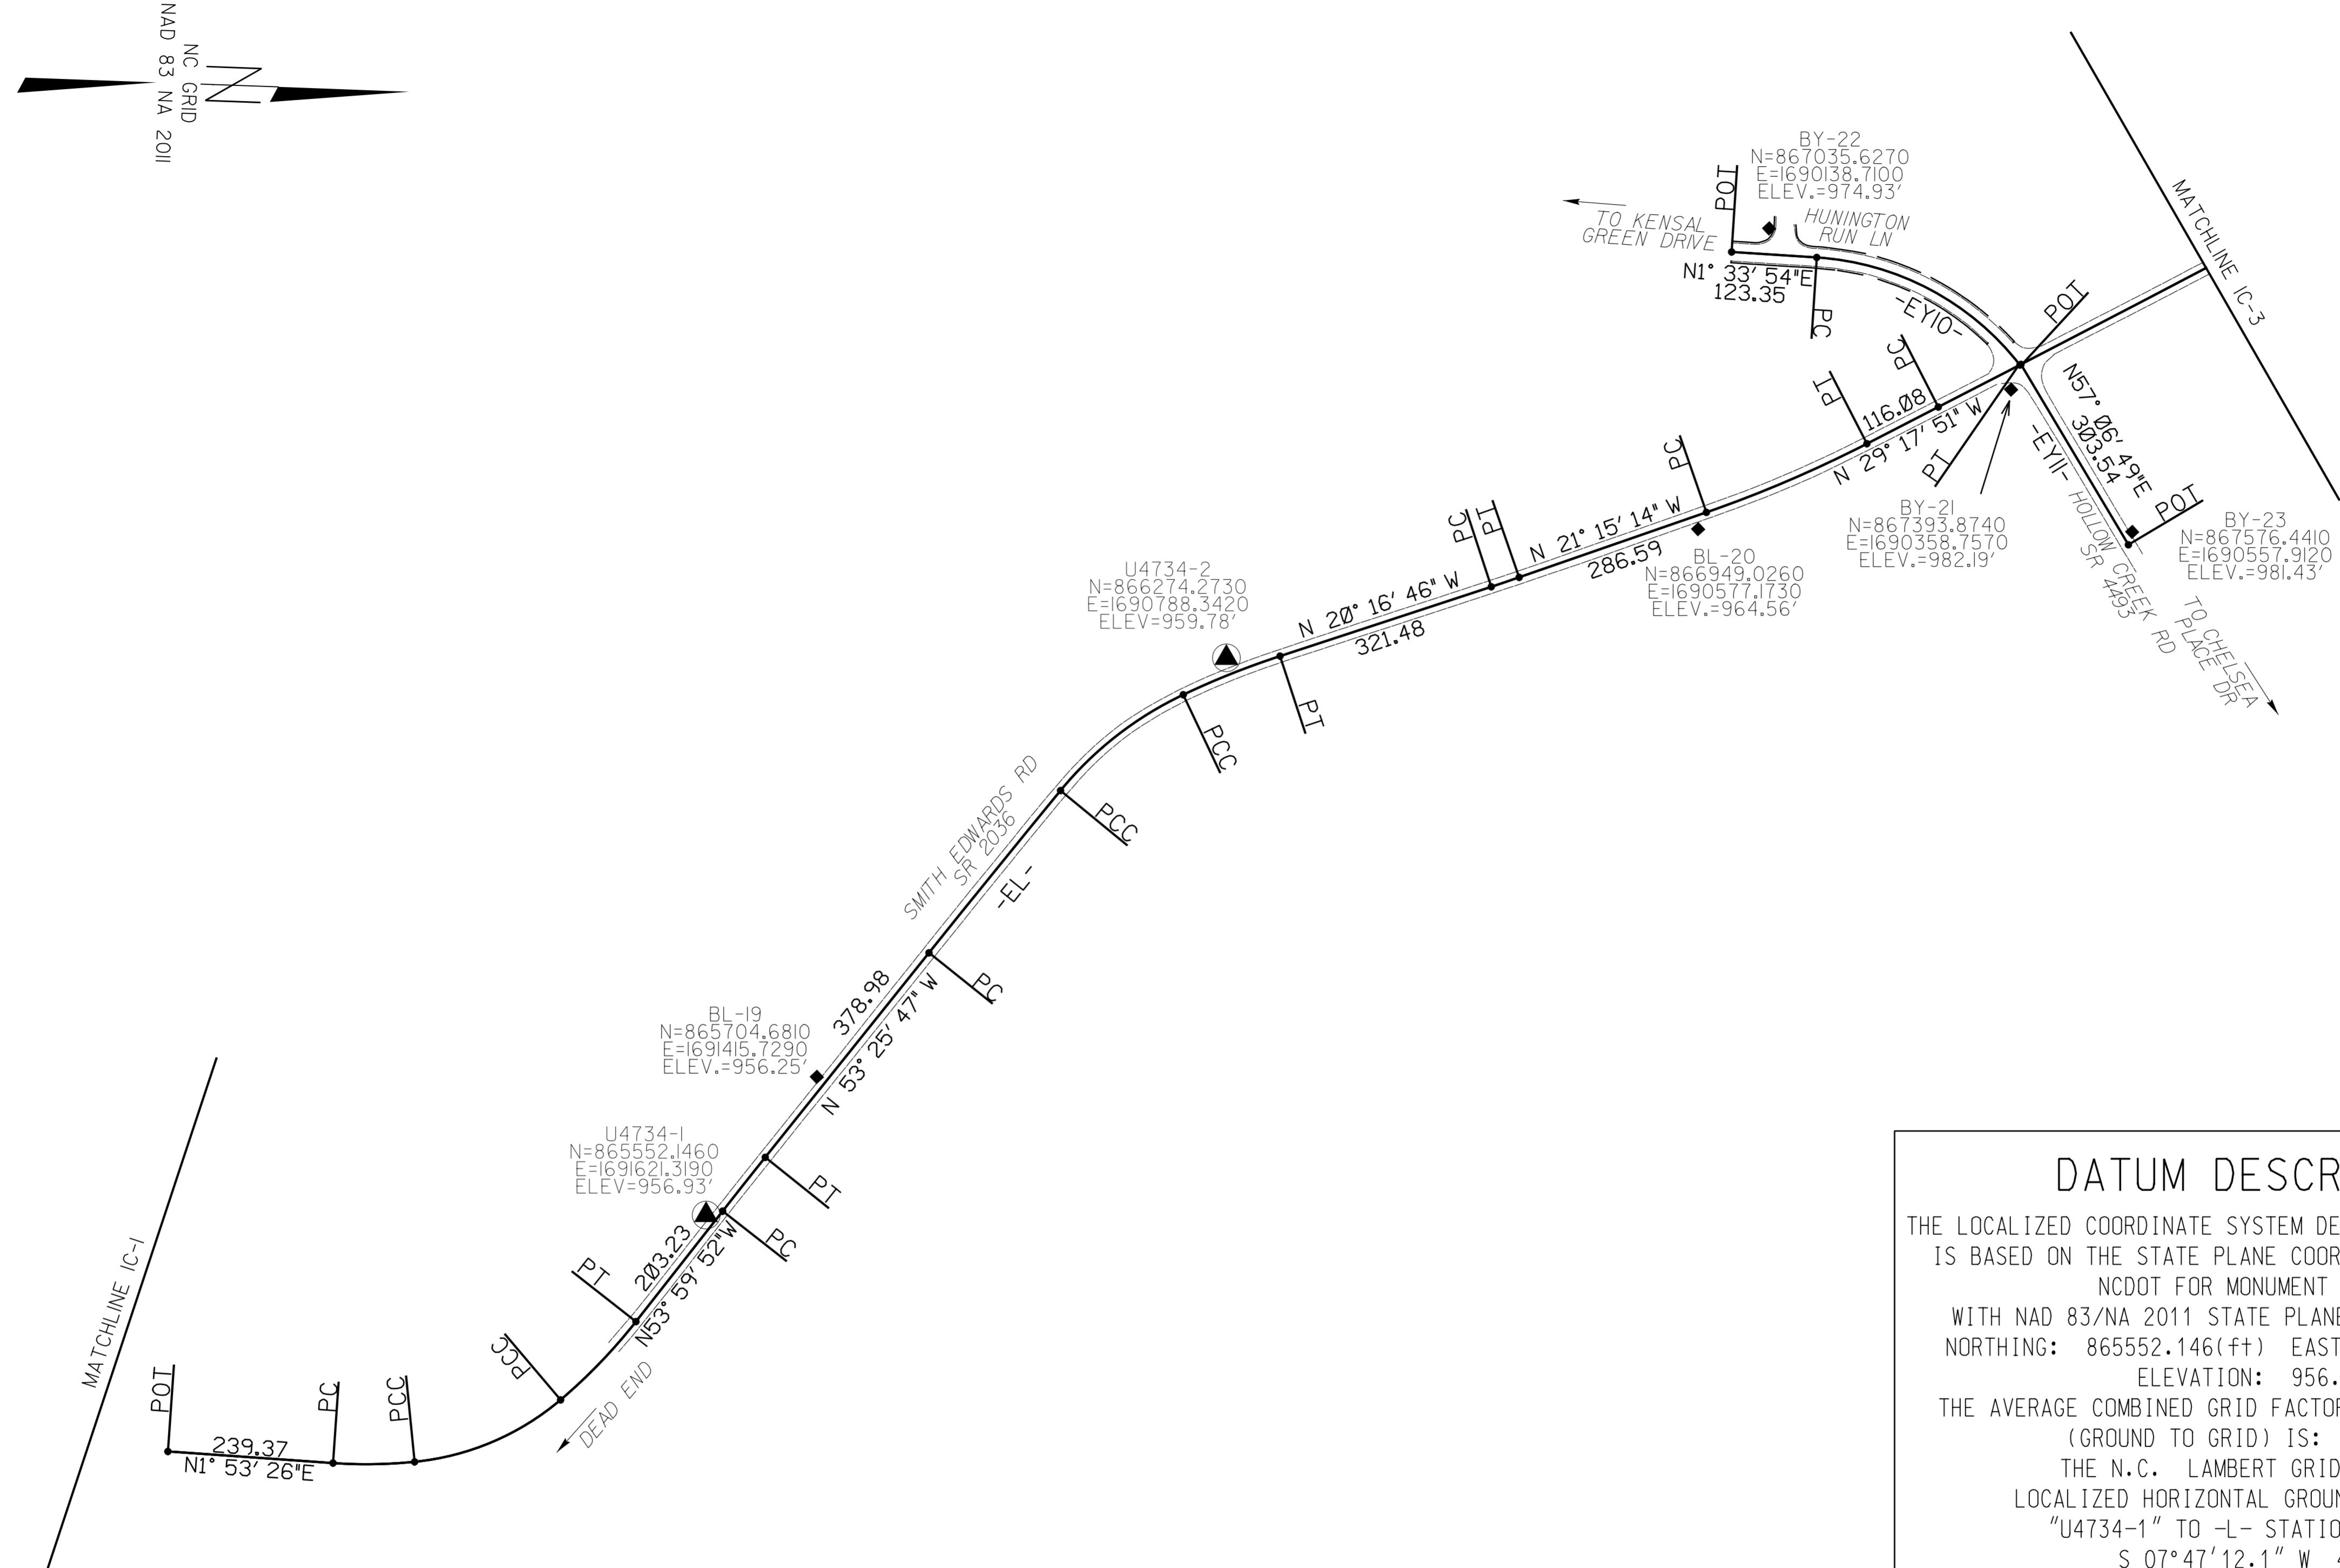 NC GRID
NAD 83 NA 2011
BY-22
N=867035.6270
E=1690138.7100
ELEV.=974.93'
POT
TO KENSAL
GREEN DRIVE
HUNINGTON
RUN LN
N1° 33' 54"E
123.35
PC
-EY10-
MATCHLINE IC-3
POT
PC
PT
116.08
N 29° 17' 51" W
PT
N57° 06' 49"E
303.54
-EY11-
HOLLOW CREEK RD
SR 4493
POT
BY-21
N=867393.8740
E=1690358.7570
ELEV.=982.19'
BY-23
N=867576.4410
E=1690557.9120
ELEV.=981.43'
TO CHELSEA
PLACE DR
PC
PC
PT
N 21° 15' 14" W
286.59
BL-20
N=866949.0260
E=1690577.1730
ELEV.=964.56'
U4734-2
N=866274.2730
E=1690788.3420
ELEV=959.78'
N 20° 16' 46" W
321.48
PT
PCC
PCC
SMITH EDWARDS RD
SR 2036
-EL-
PC
378.98
N 53° 25' 47" W
BL-19
N=865704.6810
E=1691415.7290
ELEV.=956.25'
U4734-1
N=865552.1460
E=1691621.3190
ELEV=956.93'
PT
PC
203.23
N53° 59' 52"W
PT
PCC
DEAD END
MATCHLINE IC-1
POT
PC
PCC
239.37
N1° 53' 26"E
DATUM DESCR
THE LOCALIZED COORDINATE SYSTEM DE
IS BASED ON THE STATE PLANE COOR
NCDOT FOR MONUMENT
WITH NAD 83/NA 2011 STATE PLANE
NORTHING: 865552.146(ft) EAST
ELEVATION: 956.
THE AVERAGE COMBINED GRID FACTOR
(GROUND TO GRID) IS:
THE N.C. LAMBERT GRID
LOCALIZED HORIZONTAL GROUN
"U4734-1" TO -L- STATIO
S 07°47'12.1" W